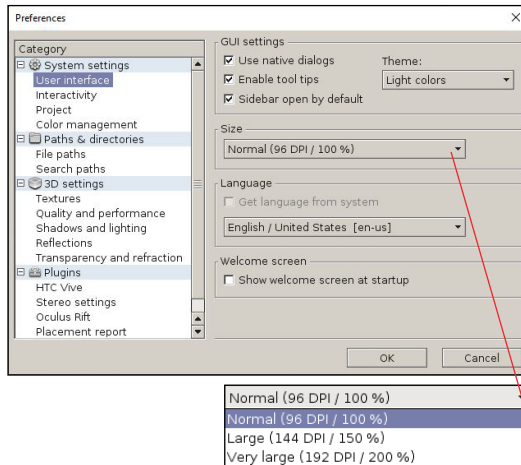 Preferences
Category
System settings
User interface
Interactivity
Project
Color management
Paths & directories
File paths
Search paths
3D settings
Textures
Quality and performance
Shadows and lighting
Reflections
Transparency and refraction
Plugins
HTC Vive
Stereo settings
Oculus Rift
Placement report
GUI settings
Use native dialogs
Theme:
Enable tool tips
Light colors
Sidebar open by default
Size
Normal (96 DPI / 100 %)
Language
Get language from system
English / United States [en-us]
Welcome screen
Show welcome screen at startup
OK
Cancel
Normal (96 DPI / 100 %)
Normal (96 DPI / 100 %)
Large (144 DPI / 150 %)
Very large (192 DPI / 200 %)